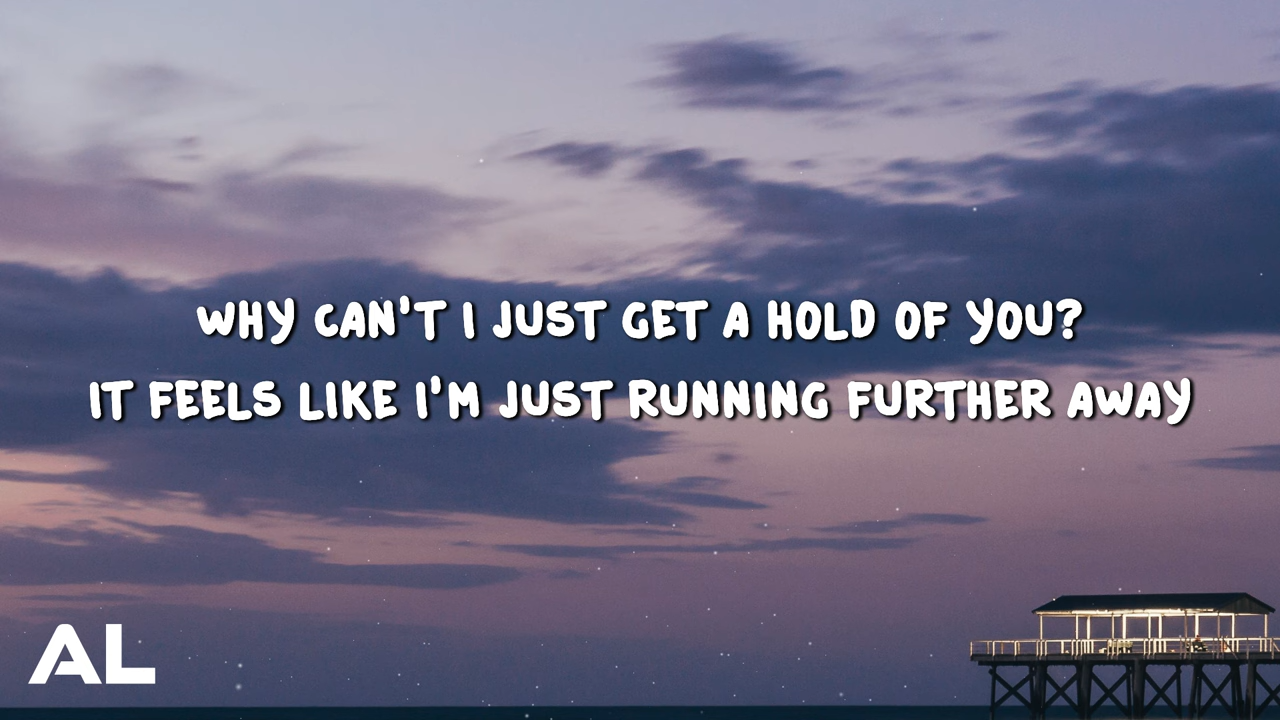 WHY CAN'T I JUST GET A HOLD OF YOU?
IT FEELS LIKE I'M JUST RUNNING FURTHER AWAY
AL